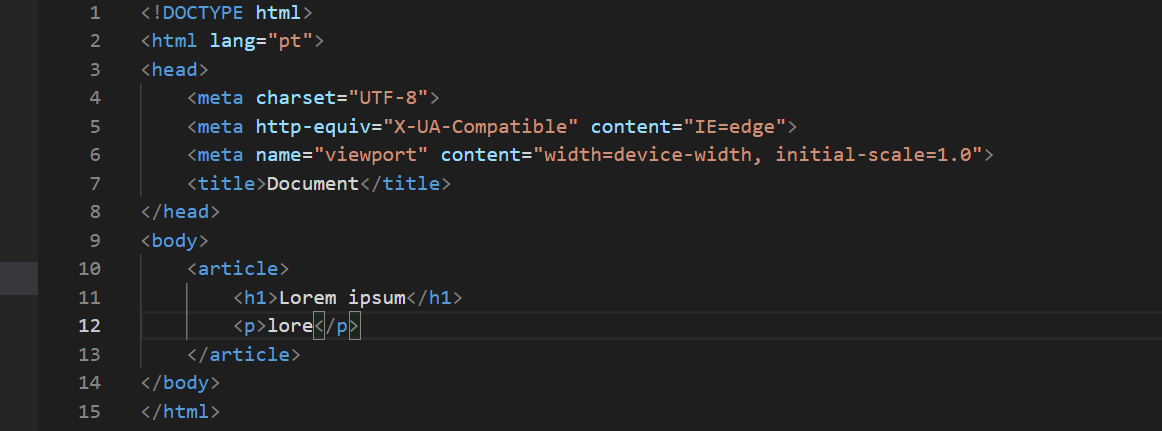 1 <!DOCTYPE html>
2 <html lang="pt">
3 <head>
4     <meta charset="UTF-8">
5     <meta http-equiv="X-UA-Compatible" content="IE=edge">
6     <meta name="viewport" content="width=device-width, initial-scale=1.0">
7     <title>Document</title>
8 </head>
9 <body>
10     <article>
11         <h1>Lorem ipsum</h1>
12         <p>lore</p>
13     </article>
14 </body>
15 </html>